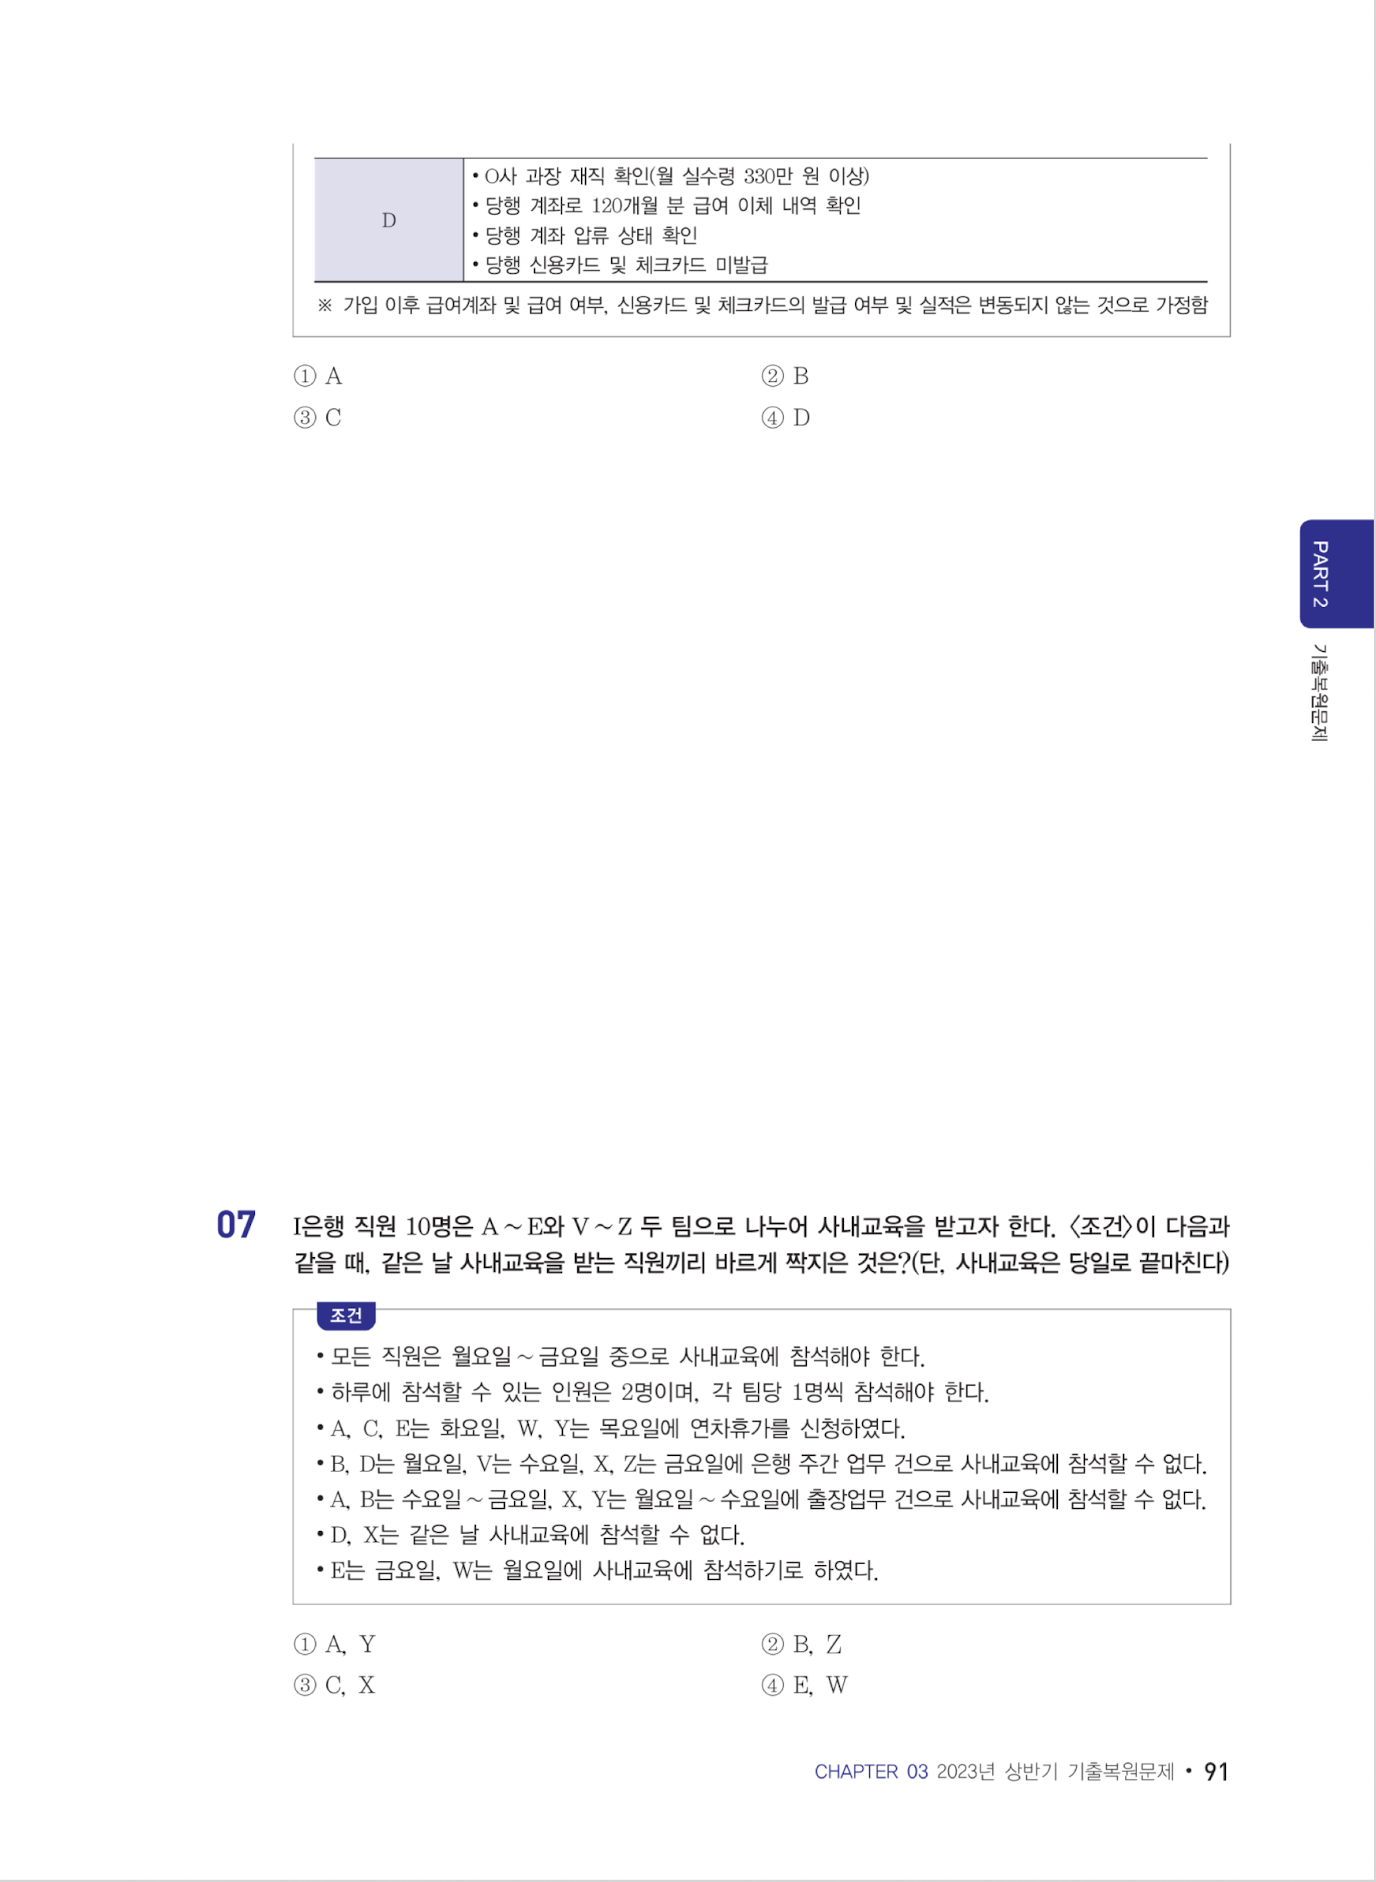 D
• O사 과장 재직 확인(월 실수령 330만 원 이상)
• 당행 계좌로 120개월 분 급여 이체 내역 확인
• 당행 계좌 압류 상태 확인
• 당행 신용카드 및 체크카드 미발급
※ 가입 이후 급여계좌 및 급여 여부, 신용카드 및 체크카드의 발급 여부 및 실적은 변동되지 않는 것으로 가정함
① A
② B
③ C
④ D
PART 2
기출복원문제
07 I은행 직원 10명은 A ~ E와 V ~ Z 두 팀으로 나누어 사내교육을 받고자 한다. 〈조건〉이 다음과
같을 때, 같은 날 사내교육을 받는 직원끼리 바르게 짝지은 것은?(단, 사내교육은 당일로 끝마친다)
조건
• 모든 직원은 월요일 ~ 금요일 중으로 사내교육에 참석해야 한다.
• 하루에 참석할 수 있는 인원은 2명이며, 각 팀당 1명씩 참석해야 한다.
• A, C, E는 화요일, W, Y는 목요일에 연차휴가를 신청하였다.
• B, D는 월요일, V는 수요일, X, Z는 금요일에 은행 주간 업무 건으로 사내교육에 참석할 수 없다.
• A, B는 수요일 ~ 금요일, X, Y는 월요일 ~ 수요일에 출장업무 건으로 사내교육에 참석할 수 없다.
• D, X는 같은 날 사내교육에 참석할 수 없다.
• E는 금요일, W는 월요일에 사내교육에 참석하기로 하였다.
① A, Y
② B, Z
③ C, X
④ E, W
CHAPTER 03 2023년 상반기 기출복원문제 • 91